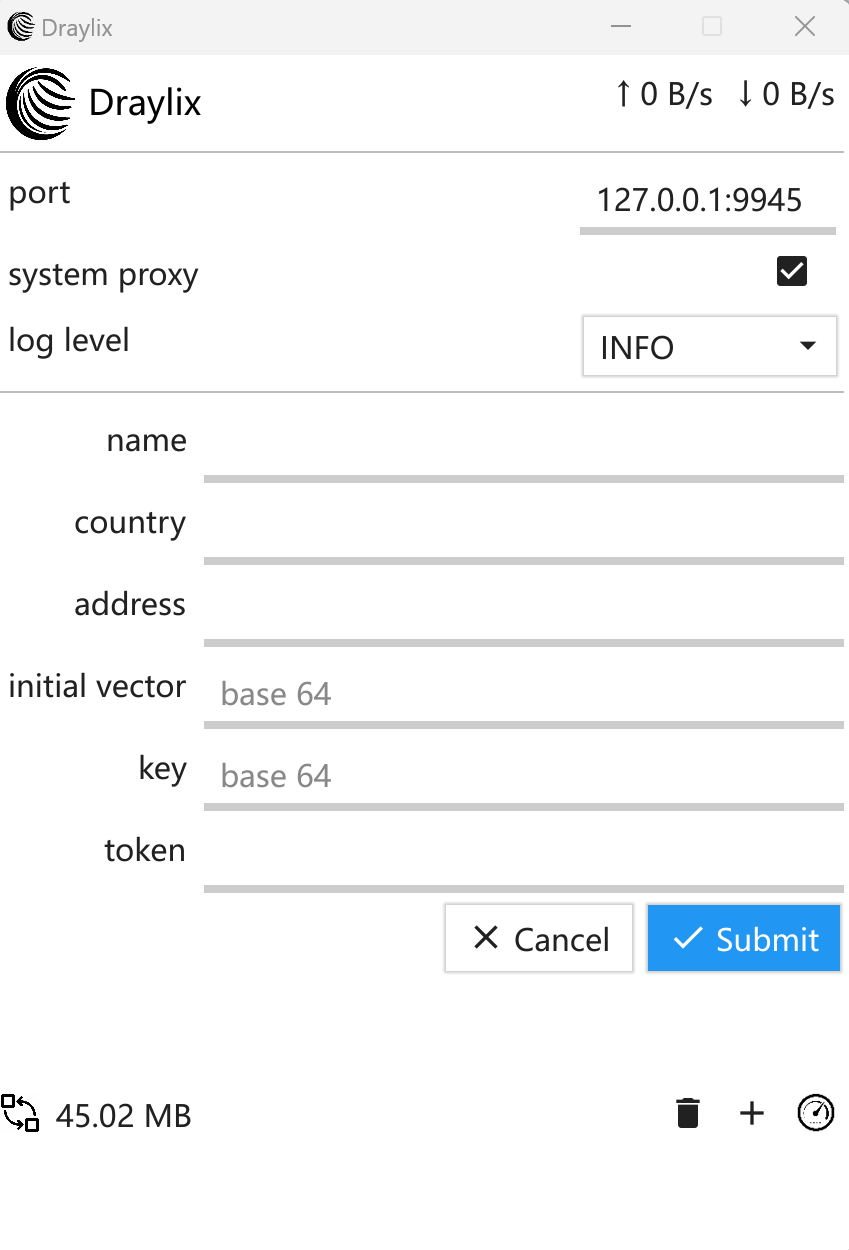 Draylix
Draylix ↑ 0 B/s ↓ 0 B/s
port 127.0.0.1:9945
system proxy
log level INFO
name
country
address
initial vector base 64
key base 64
token
Cancel Submit
45.02 MB